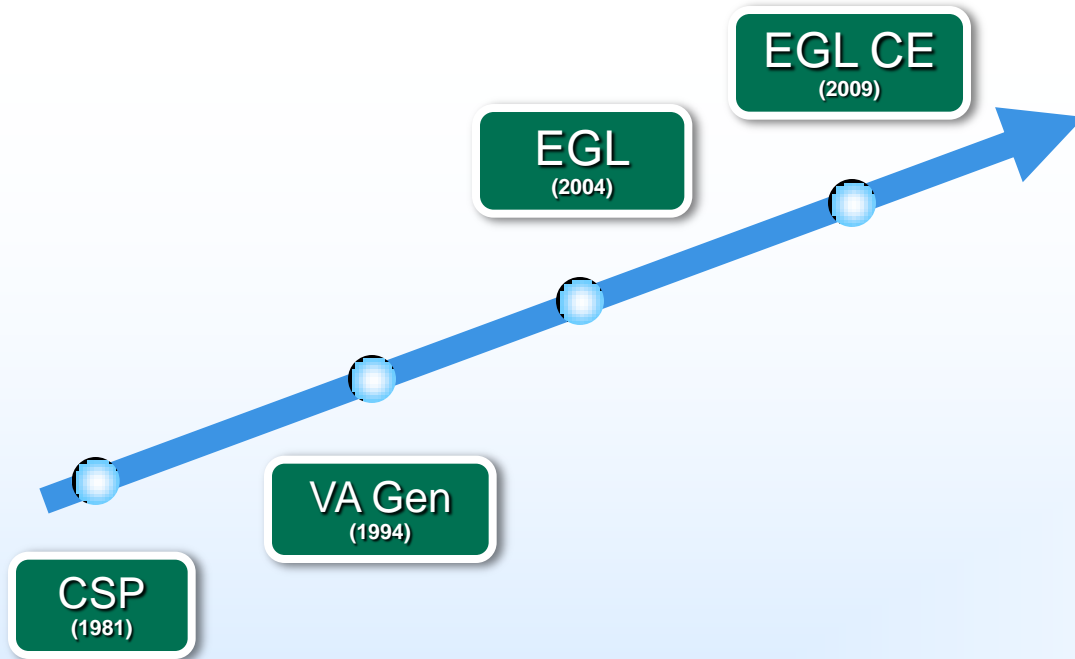 EGL CE
(2009)
EGL
(2004)
VA Gen
(1994)
CSP
(1981)